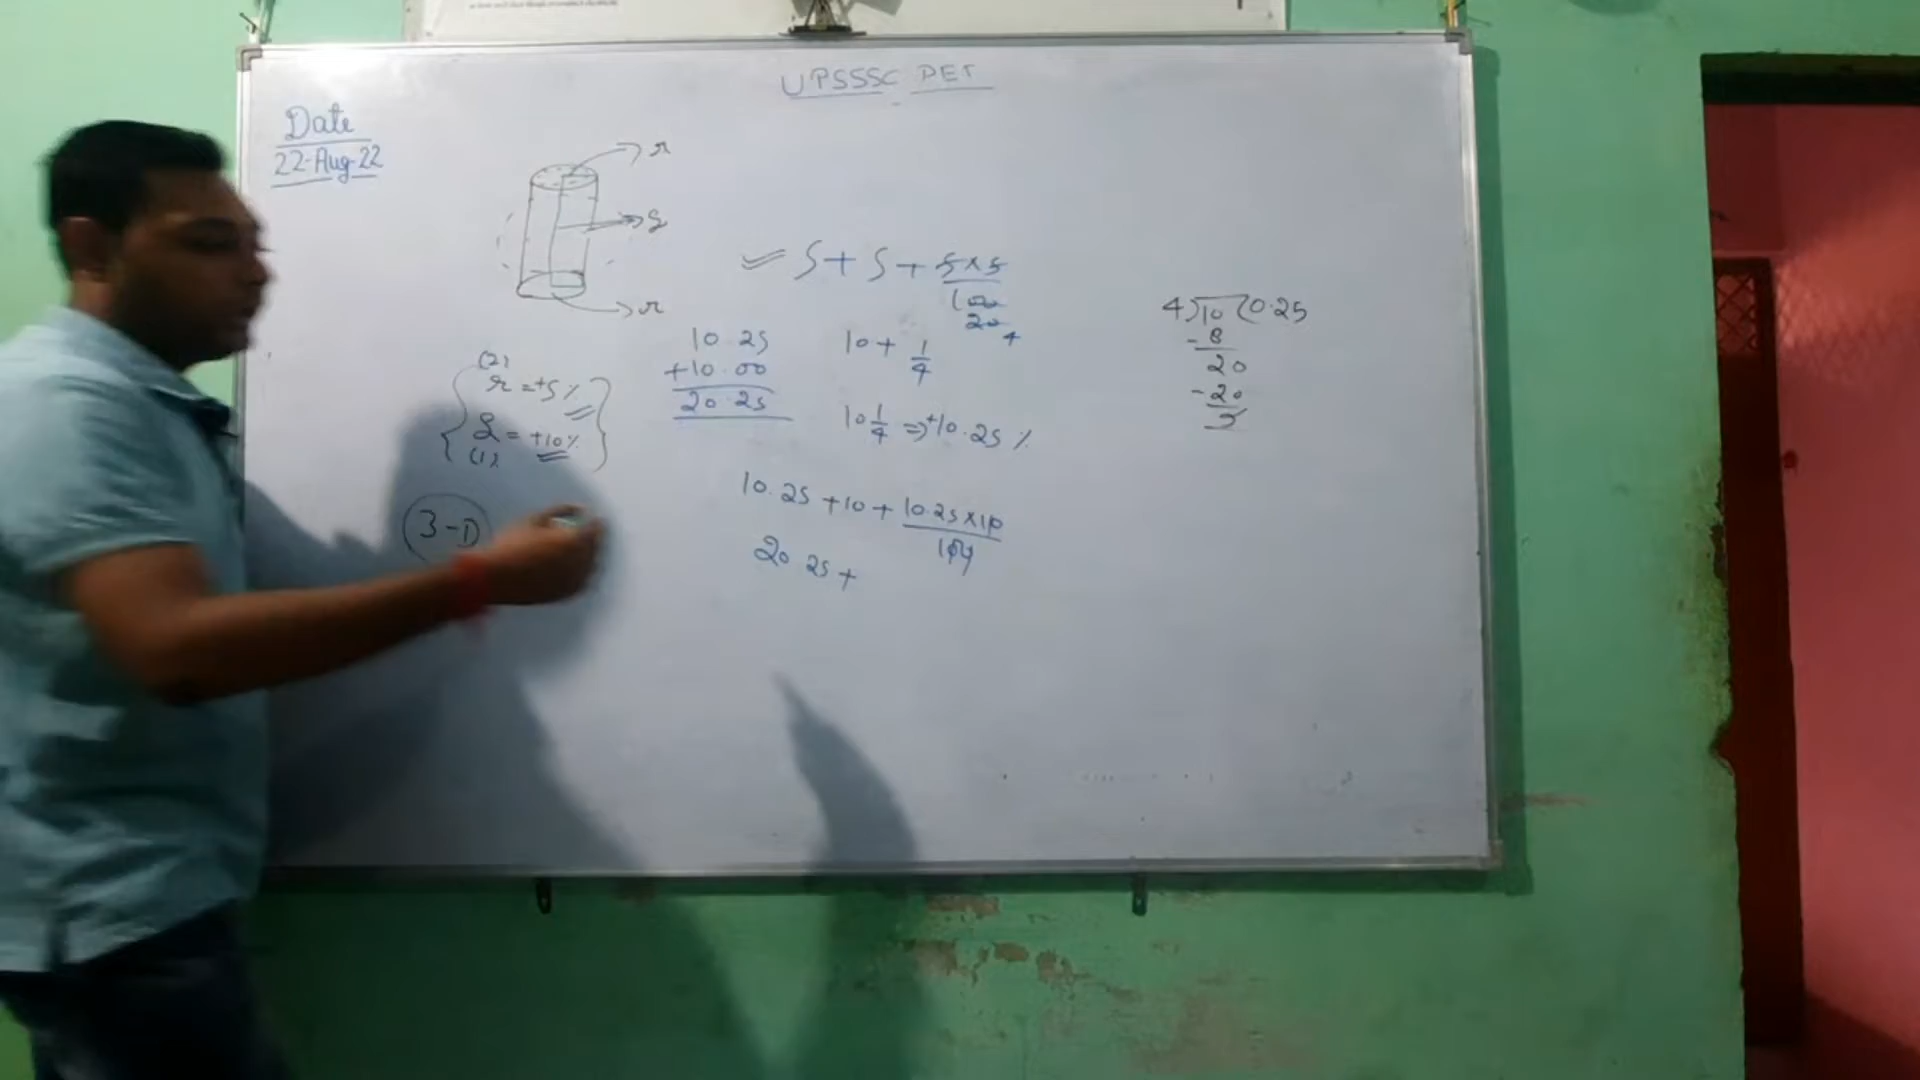 UPSSSC PET
Date
22-Aug-22
r
h
r
5 + 5 + 5×5
100
20
4
10 + 1/4
10 1/4 ⇒ +10.25 %
10.25
+10.00
20.25
(2)
r = +5 %
h = +10 %
(1)
3-D
10.25 + 10 + 10.25×10
100
20.25 +
4)10(0.25
-8
20
-20